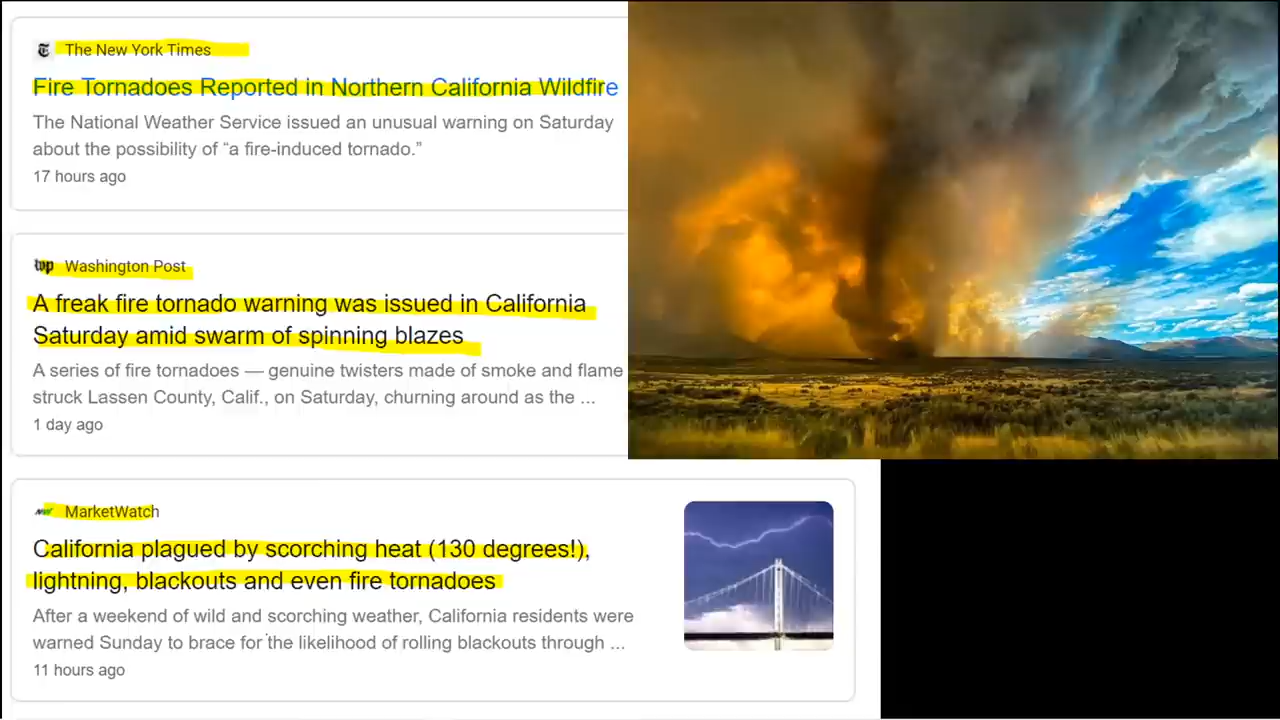 The New York Times
Fire Tornadoes Reported in Northern California Wildfire
The National Weather Service issued an unusual warning on Saturday
about the possibility of “a fire-induced tornado.”
17 hours ago
wp Washington Post
A freak fire tornado warning was issued in California
Saturday amid swarm of spinning blazes
A series of fire tornadoes — genuine twisters made of smoke and flame
struck Lassen County, Calif., on Saturday, churning around as the ...
1 day ago
MarketWatch
California plagued by scorching heat (130 degrees!),
lightning, blackouts and even fire tornadoes
After a weekend of wild and scorching weather, California residents were
warned Sunday to brace for the likelihood of rolling blackouts through ...
11 hours ago